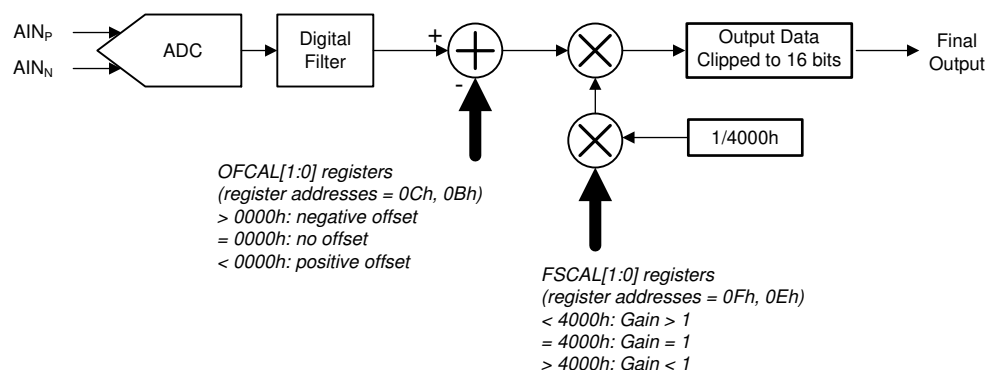 AINP
AINN
ADC
Digital
Filter
+
-
Output Data
Clipped to 16 bits
Final
Output
1/4000h
OFCAL[1:0] registers
(register addresses = 0Ch, 0Bh)
> 0000h: negative offset
= 0000h: no offset
< 0000h: positive offset
FSCAL[1:0] registers
(register addresses = 0Fh, 0Eh)
< 4000h: Gain > 1
= 4000h: Gain = 1
> 4000h: Gain < 1